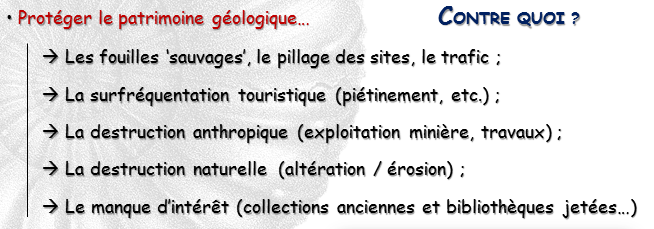 • Protéger le patrimoine géologique... CONTRE QUOI ?
→ Les fouilles ‘sauvages’, le pillage des sites, le trafic ;
→ La surfréquentation touristique (piétinement, etc.) ;
→ La destruction anthropique (exploitation minière, travaux) ;
→ La destruction naturelle (altération / érosion) ;
→ Le manque d’intérêt (collections anciennes et bibliothèques jetées...)